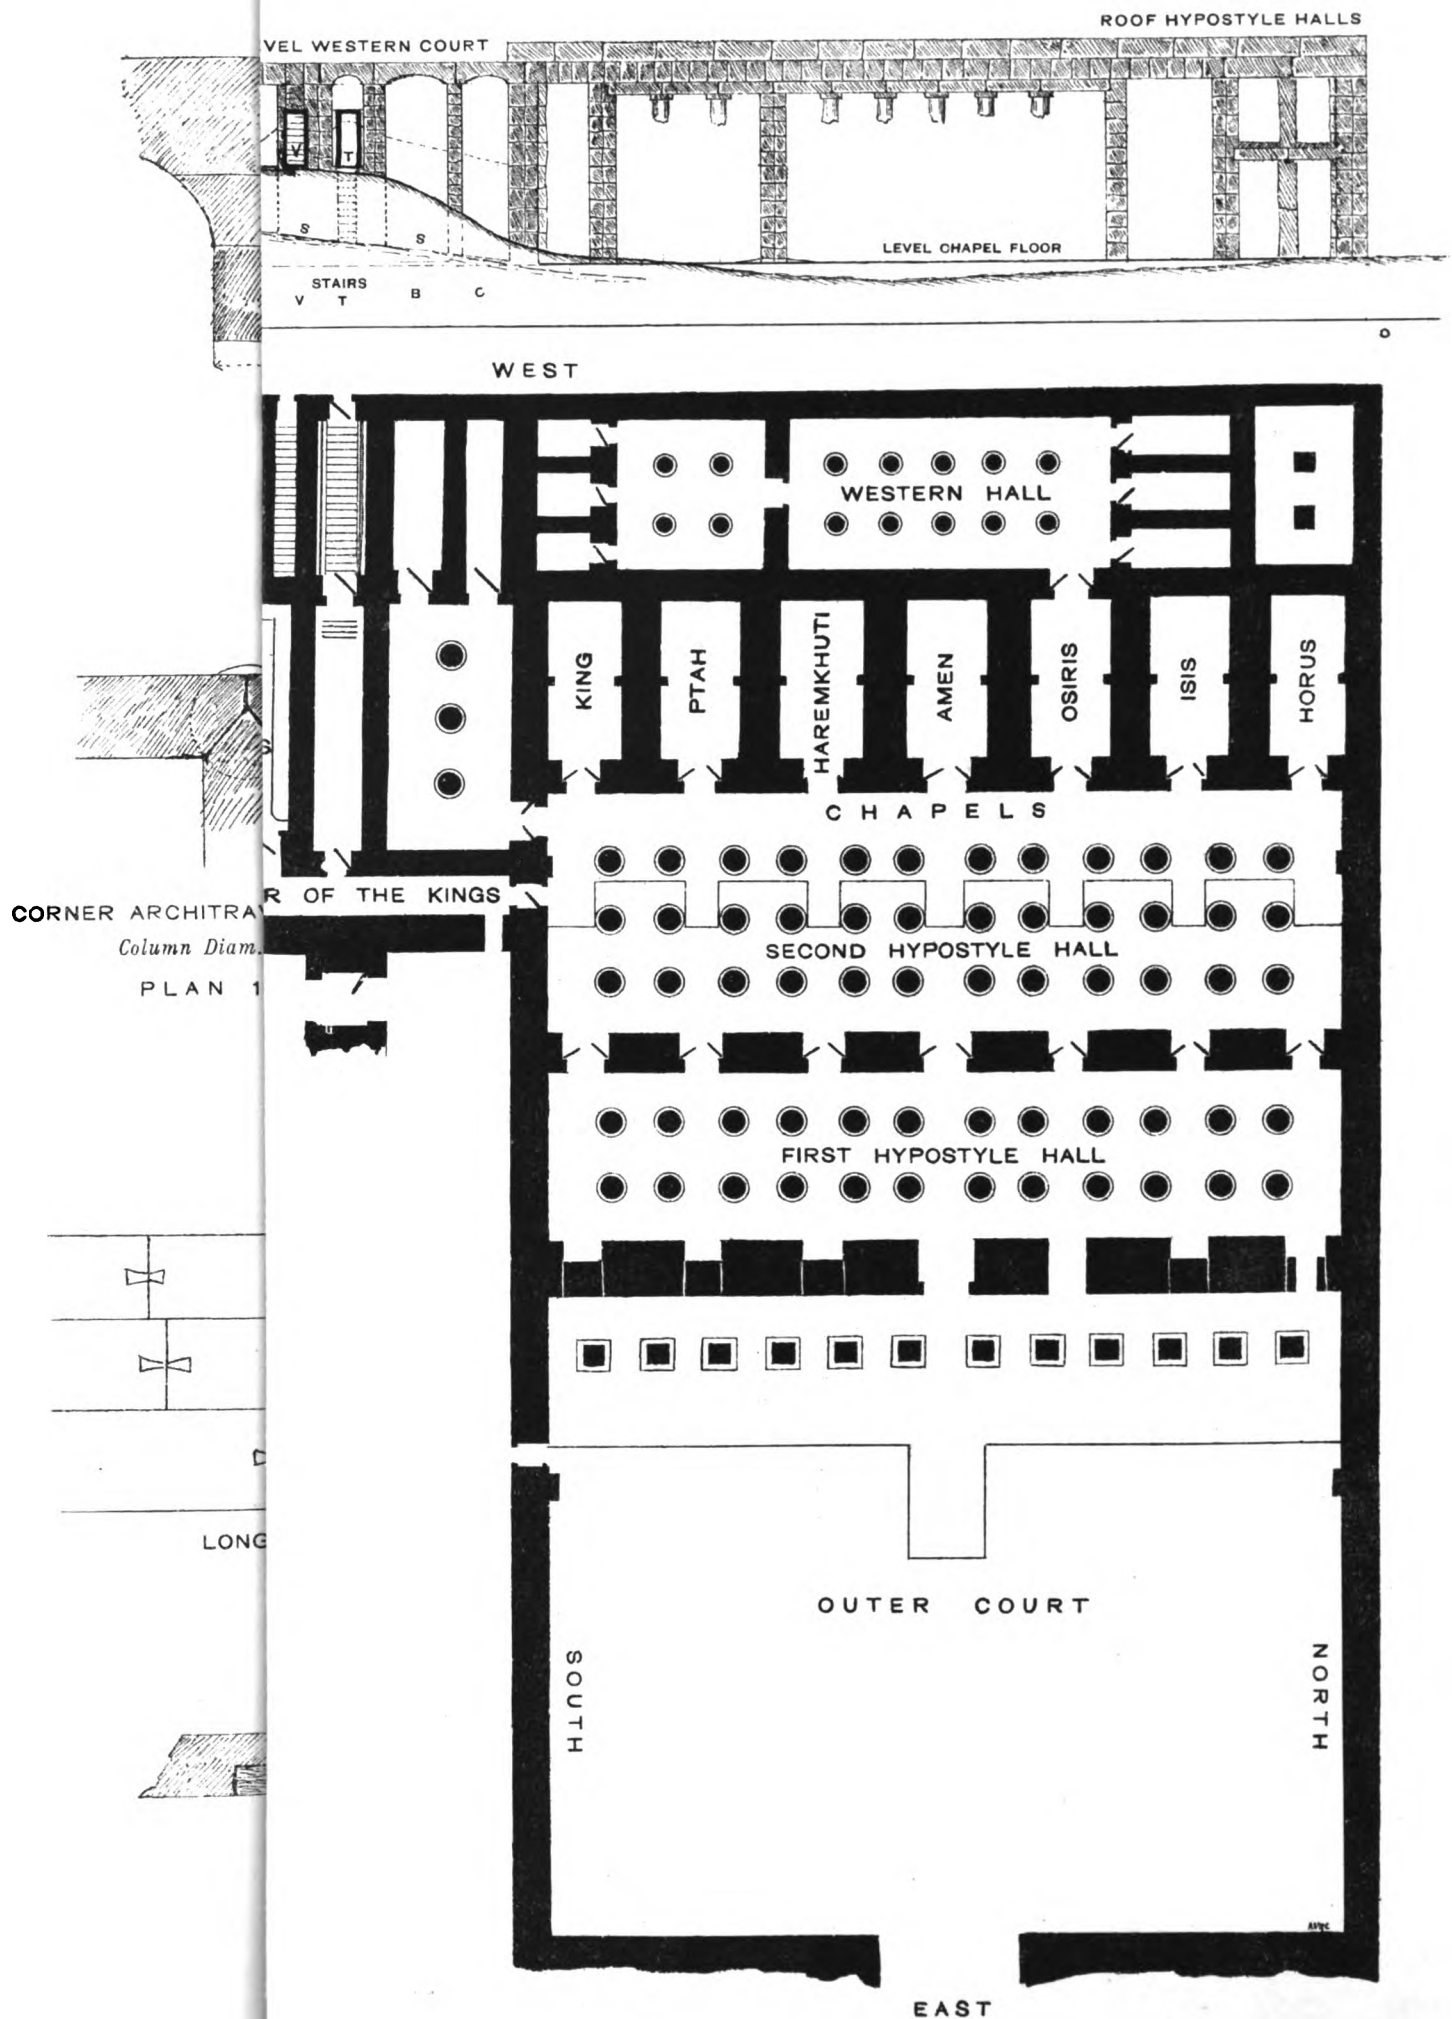 ROOF HYPOSTYLE HALLS
VEL WESTERN COURT
V
T
S
S
LEVEL CHAPEL FLOOR
STAIRS
V T B C
WEST
WESTERN HALL
KING
PTAH
HAREMKHUTI
AMEN
OSIRIS
ISIS
HORUS
S
CHAPELS
R OF THE KINGS
CORNER ARCHITRA
Column Diam.
PLAN 1
SECOND HYPOSTYLE HALL
FIRST HYPOSTYLE HALL
LONG
OUTER COURT
SOUTH
NORTH
EAST